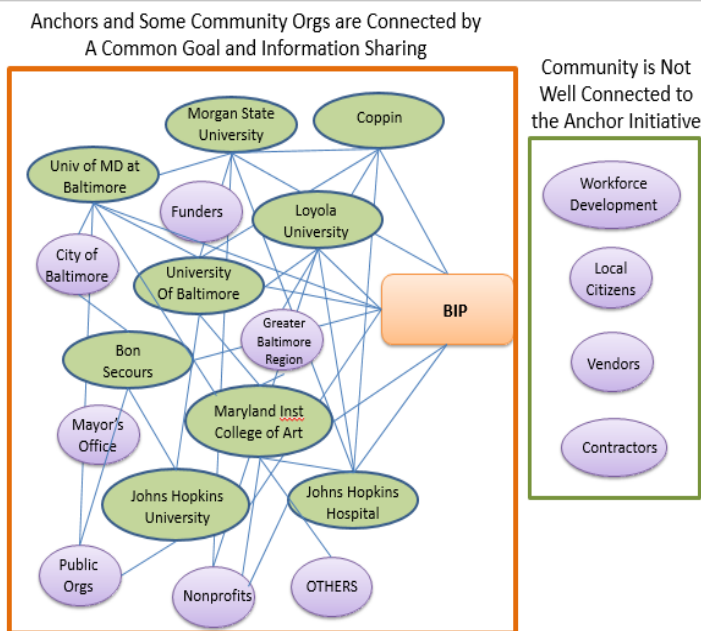 Anchors and Some Community Orgs are Connected by
A Common Goal and Information Sharing
Community is Not
Well Connected to
the Anchor Initiative
Morgan State
University
Coppin
Univ of MD at
Baltimore
Funders
Loyola
University
City of
Baltimore
University
Of Baltimore
BIP
Greater
Baltimore
Region
Bon
Secours
Maryland Inst
College of Art
Mayor's
Office
Johns Hopkins
University
Johns Hopkins
Hospital
Public
Orgs
Nonprofits
OTHERS
Workforce
Development
Local
Citizens
Vendors
Contractors